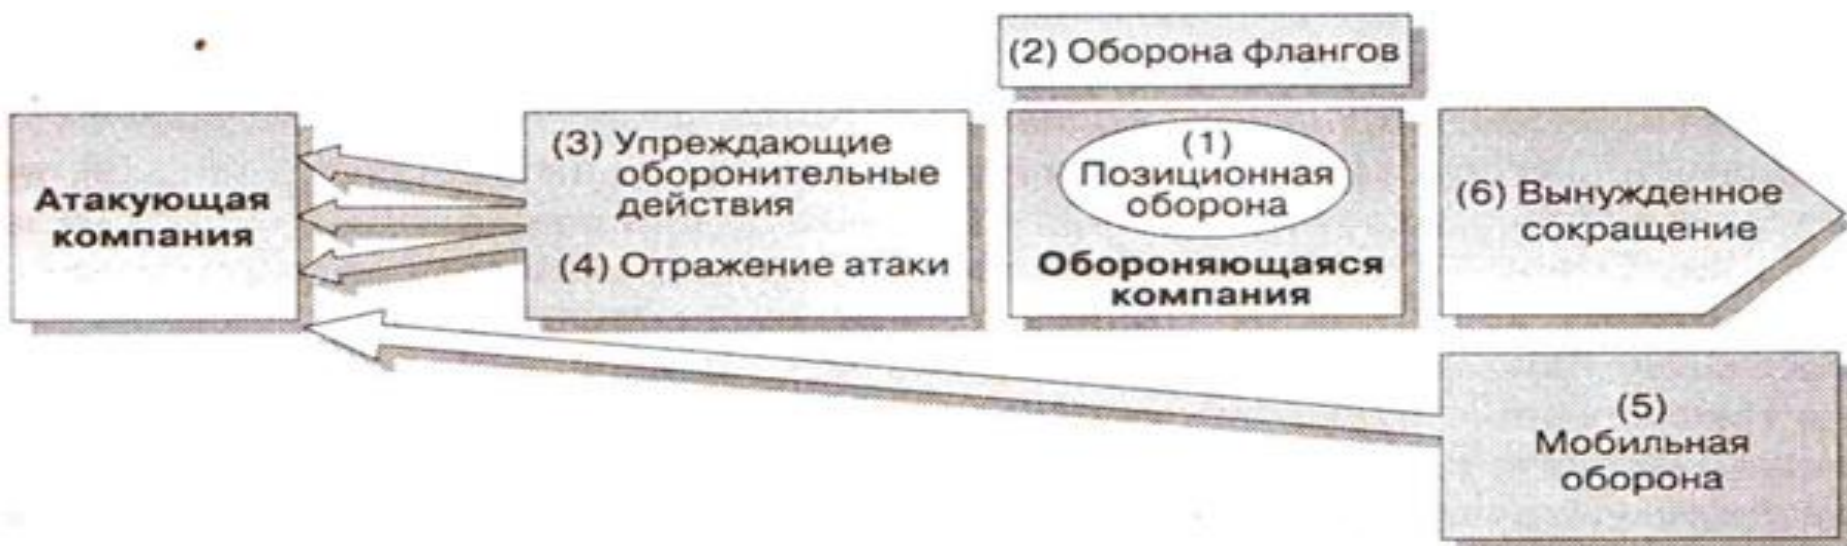 (2) Оборона флангов
Атакующая
компания
(3) Упреждающие
оборонительные
действия
(4) Отражение атаки
(1)
Позиционная
оборона
Обороняющаяся
компания
(6) Вынужденное
сокращение
(5)
Мобильная
оборона